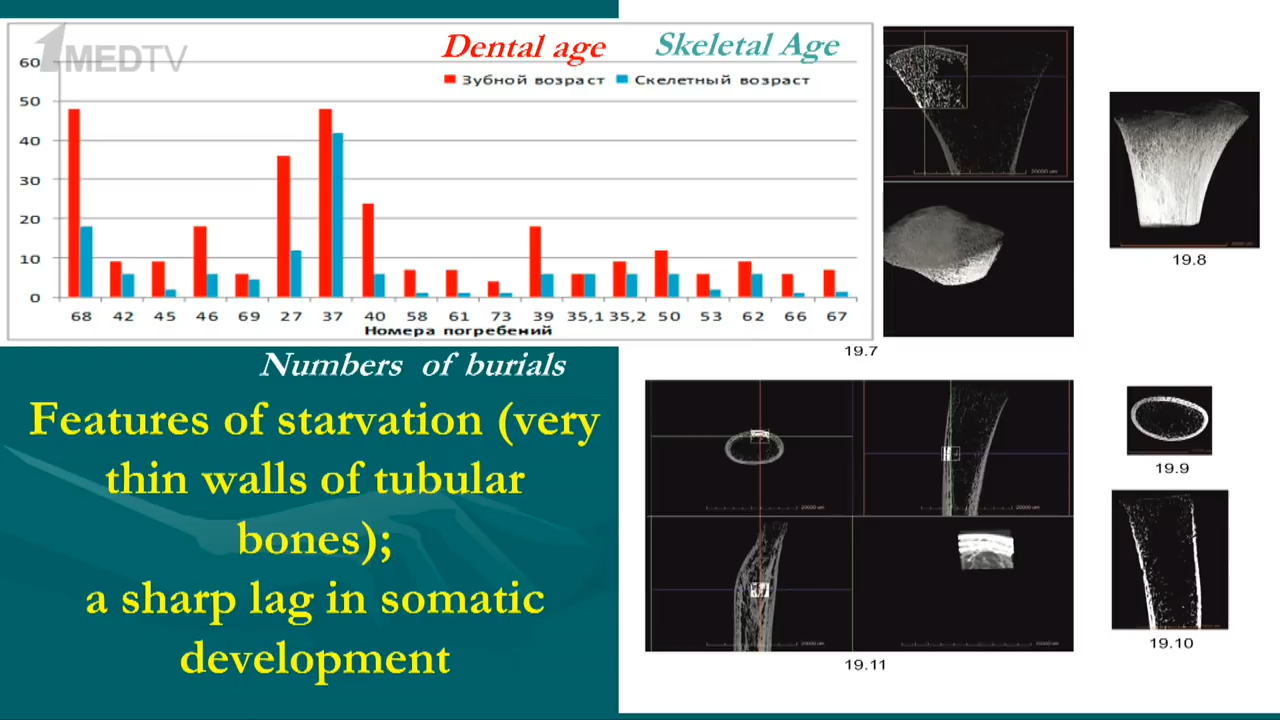 1MEDTV
Dental age
Skeletal Age
Зубной возраст
Скелетный возраст
60
50
40
30
20
10
0
68 42 45 46 69 27 37 40 58 61 73 39 35,1 35,2 50 53 62 66 67
Номера погребений
Numbers of burials
Features of starvation (very
thin walls of tubular
bones);
a sharp lag in somatic
development
19.7
19.8
19.9
19.10
19.11